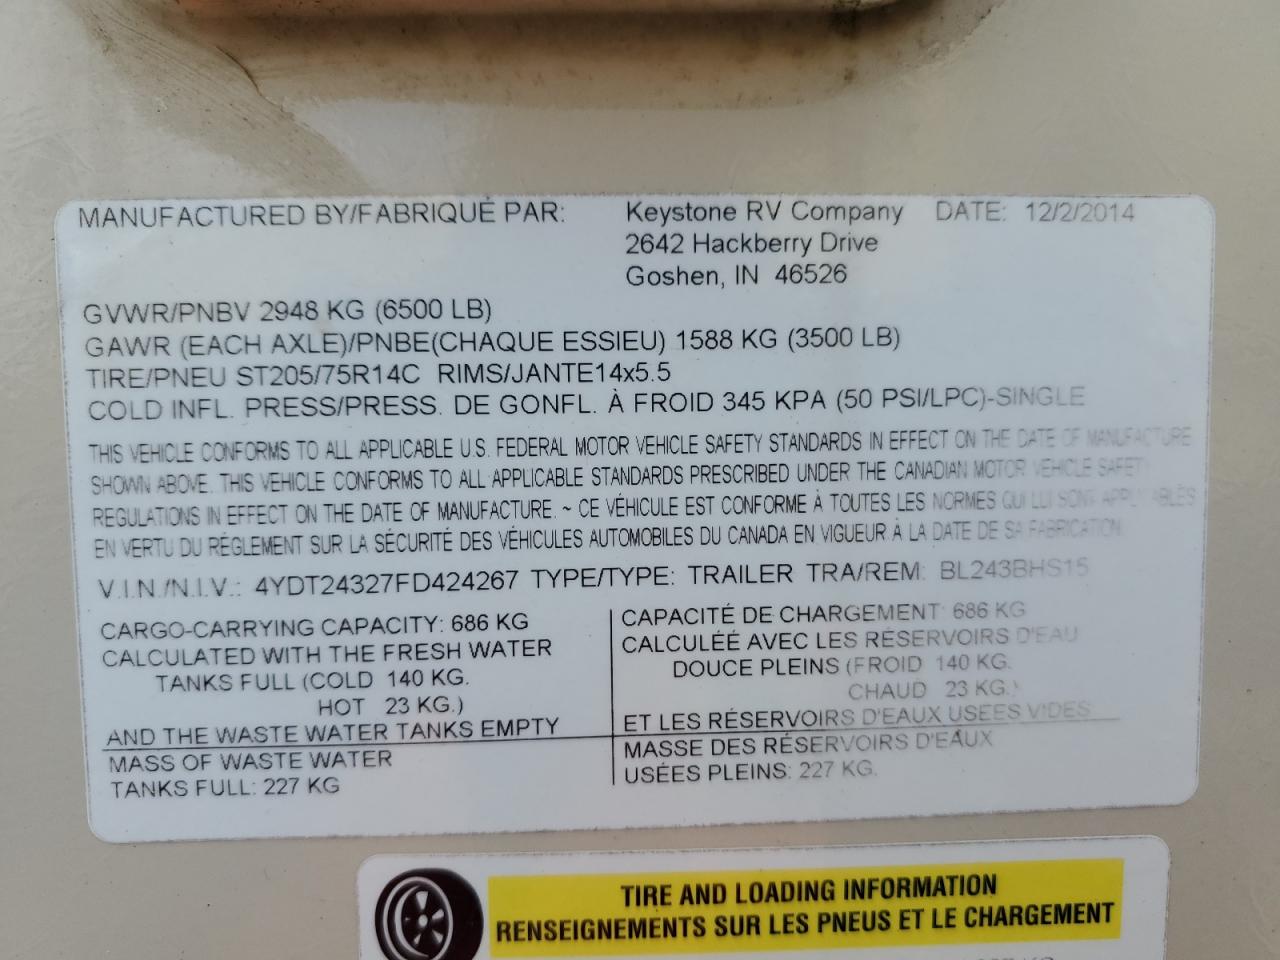 MANUFACTURED BY/FABRIQUÉ PAR: Keystone RV Company DATE: 12/2/2014
2642 Hackberry Drive
Goshen, IN 46526
GVWR/PNBV 2948 KG (6500 LB)
GAWR (EACH AXLE)/PNBE(CHAQUE ESSIEU) 1588 KG (3500 LB)
TIRE/PNEU ST205/75R14C RIMS/JANTE14x5.5
COLD INFL. PRESS/PRESS. DE GONFL. À FROID 345 KPA (50 PSI/LPC)-SINGLE
THIS VEHICLE CONFORMS TO ALL APPLICABLE U.S. FEDERAL MOTOR VEHICLE SAFETY STANDARDS IN EFFECT ON THE DATE OF MANUFACTURE
SHOWN ABOVE. THIS VEHICLE CONFORMS TO ALL APPLICABLE STANDARDS PRESCRIBED UNDER THE CANADIAN MOTOR VEHICLE SAFETY
REGULATIONS IN EFFECT ON THE DATE OF MANUFACTURE. ~ CE VÉHICULE EST CONFORME À TOUTES LES NORMES QUI LUI SONT APPLICABLES
EN VERTU DU RÈGLEMENT SUR LA SÉCURITÉ DES VÉHICULES AUTOMOBILES DU CANADA EN VIGUEUR À LA DATE DE SA FABRICATION.
V.I.N./N.I.V.: 4YDT24327FD424267 TYPE/TYPE: TRAILER TRA/REM: BL243BHS15
CARGO-CARRYING CAPACITY: 686 KG
CALCULATED WITH THE FRESH WATER
TANKS FULL (COLD 140 KG.
HOT 23 KG.)
AND THE WASTE WATER TANKS EMPTY
MASS OF WASTE WATER
TANKS FULL: 227 KG
CAPACITÉ DE CHARGEMENT: 686 KG
CALCULÉE AVEC LES RÉSERVOIRS D'EAU
DOUCE PLEINS (FROID 140 KG.
CHAUD 23 KG.)
ET LES RÉSERVOIRS D'EAUX USÉES VIDES
MASSE DES RÉSERVOIRS D'EAUX
USÉES PLEINS: 227 KG.
TIRE AND LOADING INFORMATION
RENSEIGNEMENTS SUR LES PNEUS ET LE CHARGEMENT